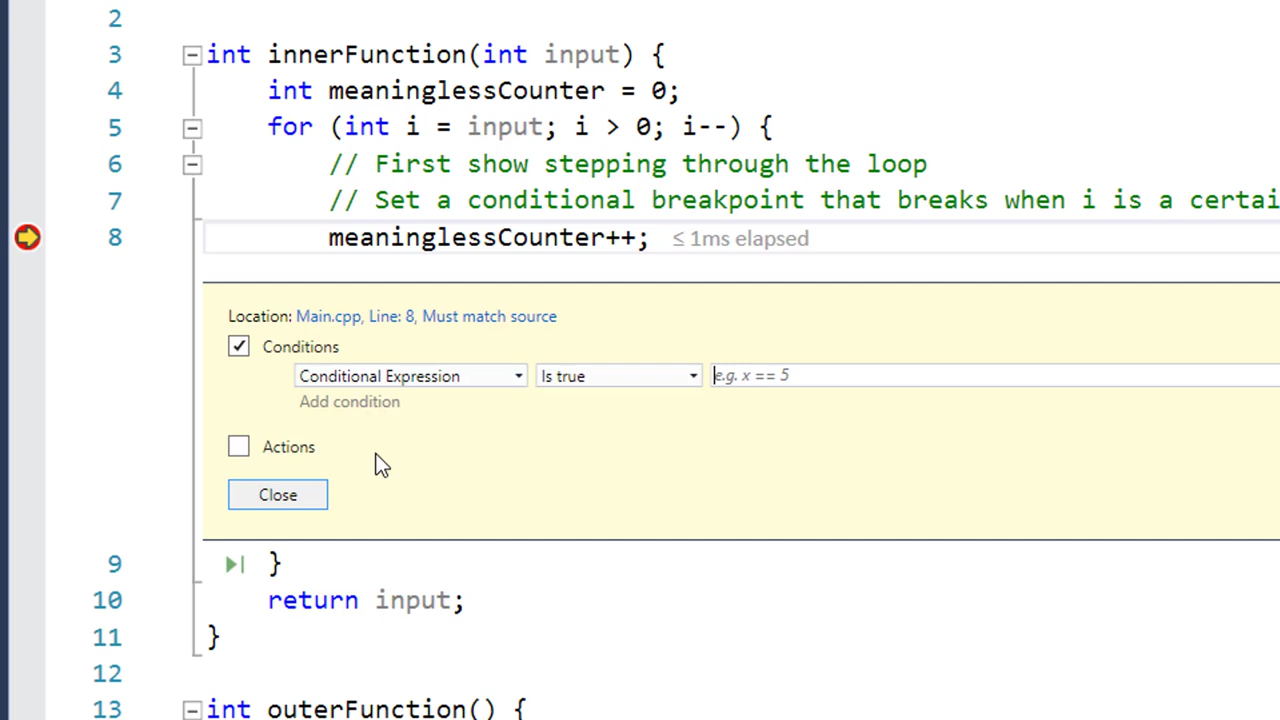 2
3 int innerFunction(int input) {
4 int meaninglessCounter = 0;
5 for (int i = input; i > 0; i--) {
6 // First show stepping through the loop
7 // Set a conditional breakpoint that breaks when i is a certai
8 meaninglessCounter++; ≤ 1ms elapsed
Location: Main.cpp, Line: 8, Must match source
Conditions
Conditional Expression Is true e.g. x == 5
Add condition
Actions
Close
9 }
10 return input;
11 }
12
13 int outerFunction() {